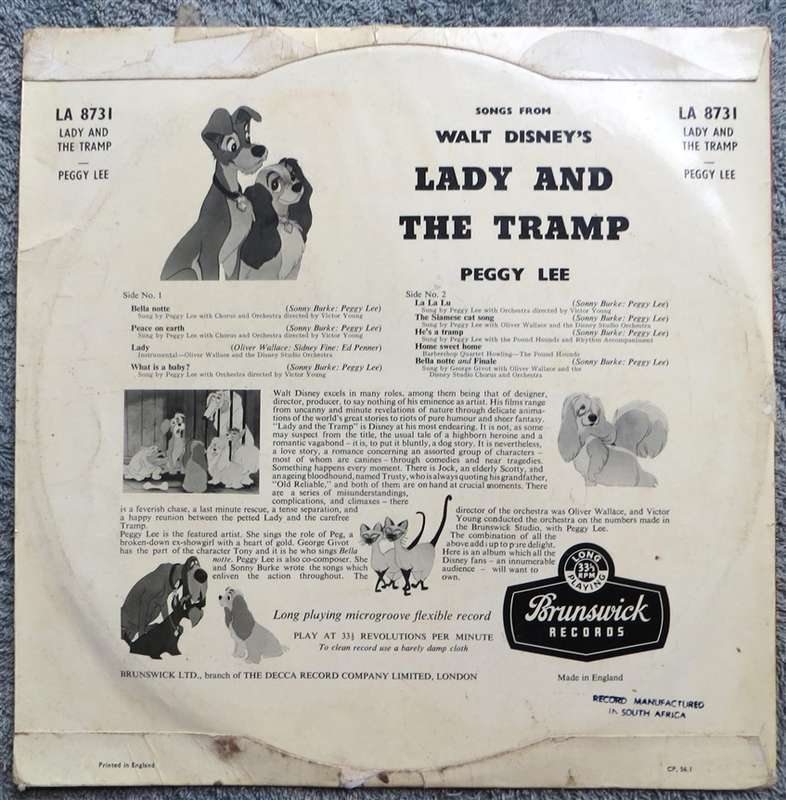 LA 8731
LADY AND
THE TRAMP
—
PEGGY LEE
SONGS FROM
WALT DISNEY'S
LADY AND
THE TRAMP
PEGGY LEE
LA 8731
LADY AND
THE TRAMP
—
PEGGY LEE
Side No. 1
Bella notte (Sonny Burke: Peggy Lee)
Sung by Peggy Lee with Chorus and Orchestra directed by Victor Young
Peace on earth (Sonny Burke: Peggy Lee)
Sung by Peggy Lee with Chorus and Orchestra directed by Victor Young
Lady (Oliver Wallace: Sidney Fine: Ed Penner)
Instrumental—Oliver Wallace and the Disney Studio Orchestra
What is a baby? (Sonny Burke: Peggy Lee)
Sung by Peggy Lee with Orchestra directed by Victor Young
Side No. 2
La La Lu (Sonny Burke: Peggy Lee)
Sung by Peggy Lee with Orchestra directed by Victor Young
The Siamese cat song (Sonny Burke: Peggy Lee)
Sung by Peggy Lee with Oliver Wallace and the Disney Studio Orchestra
He's a tramp (Sonny Burke: Peggy Lee)
Sung by Peggy Lee with the Pound Hounds and Rhythm Accompaniment
Home sweet home
Barbershop Quartet Howling—The Pound Hounds
Bella notte and Finale (Sonny Burke: Peggy Lee)
Sung by George Givot with Oliver Wallace and the
Disney Studio Chorus and Orchestra
Walt Disney excels in many roles, among them being that of designer,
director, producer, to say nothing of his eminence as artist. His films range
from uncanny and minute revelations of nature through delicate anima-
tions of the world's great stories to riots of pure humour and sheer fantasy.
"Lady and the Tramp" is Disney at his most endearing. It is not, as some
may suspect from the title, the usual tale of a highborn heroine and a
romantic vagabond – it is, to put it bluntly, a dog story. It is nevertheless,
a love story, a romance concerning an assorted group of characters –
most of whom are canines – through comedies and near tragedies.
Something happens every moment. There is Jock, an elderly Scotty, and
an ageing bloodhound, named Trusty, who is always quoting his grandfather,
"Old Reliable," and both of them are on hand at crucial moments. There
are a series of misunderstandings,
complications, and climaxes – there
is a feverish chase, a last minute rescue, a tense separation, and
a happy reunion between the petted Lady and the carefree
Tramp.
Peggy Lee is the featured artist. She sings the role of Peg, a
broken-down ex-showgirl with a heart of gold. George Givot
has the part of the character Tony and it is he who sings Bella
notte. Peggy Lee is also co-composer. She
and Sonny Burke wrote the songs which
enliven the action throughout. The
director of the orchestra was Oliver Wallace, and Victor
Young conducted the orchestra on the numbers made in
the Brunswick Studio, with Peggy Lee.
The combination of all the
above adds up to pure delight.
Here is an album which all the
Disney fans – an innumerable
audience – will want to
own.
Long playing microgroove flexible record
PLAY AT 33⅓ REVOLUTIONS PER MINUTE
To clean record use a barely damp cloth
LONG
33⅓
RPM
PLAYING
Brunswick
RECORDS
BRUNSWICK LTD., branch of THE DECCA RECORD COMPANY LIMITED, LONDON
Made in England
RECORD MANUFACTURED
IN SOUTH AFRICA
Printed in England
CP. 56.1